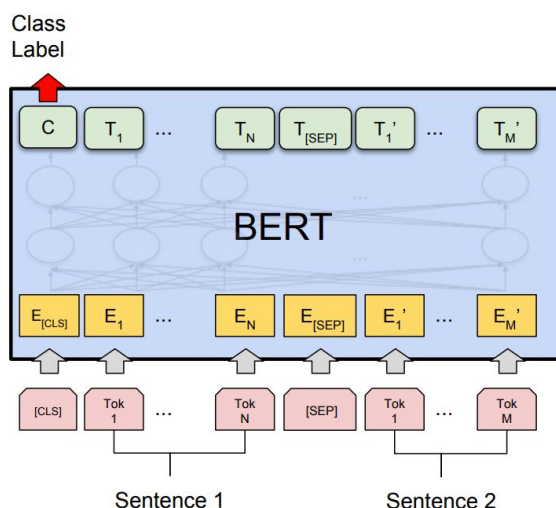 Class
Label
C T1 ... TN T[SEP] T1' ... TM'
...
BERT
...
E[CLS] E1 ... EN E[SEP] E1' ... EM'
[CLS] Tok 1 ... Tok N [SEP] Tok 1 ... Tok M
Sentence 1 Sentence 2